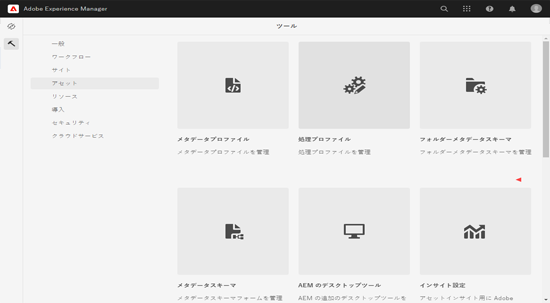 Adobe Experience Manager
ツール
一般
ワークフロー
サイト
アセット
リソース
導入
セキュリティ
クラウドサービス
メタデータプロファイル
メタデータプロファイルを管理
処理プロファイル
処理プロファイルを管理
フォルダーメタデータスキーマ
フォルダーメタデータスキーマを管理
メタデータスキーマ
メタデータスキーマフォームを管理
AEM のデスクトップツール
AEM の追加のデスクトップツールを
インサイト設定
アセットインサイト用に Adobe